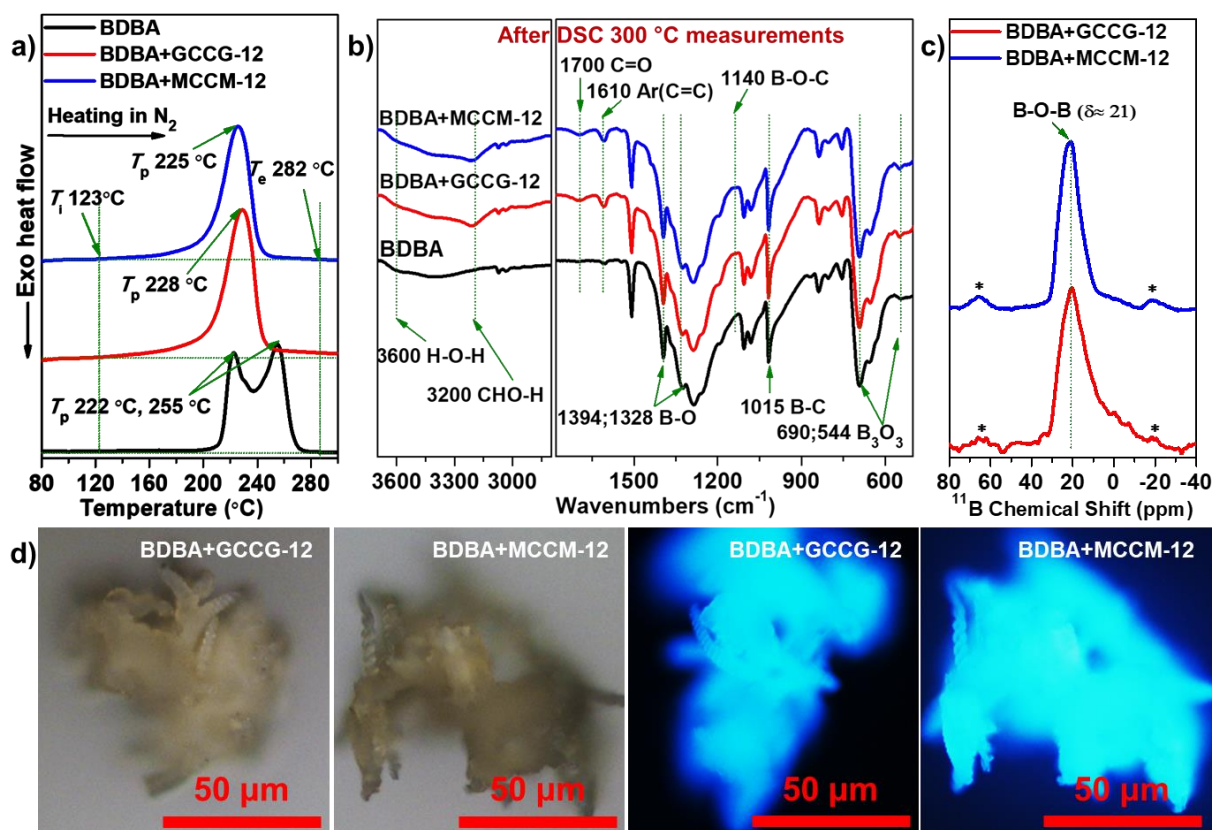 a)
BDBA
BDBA+GCCG-12
BDBA+MCCM-12
Heating in N2
Tp 225 °C
Te 282 °C
Ti 123°C
Tp 228 °C
Tp 222 °C, 255 °C
Exo heat flow
80 120 160 200 240 280
Temperature (°C)
b)
After DSC 300 °C measurements
1700 C=O
1610 Ar(C=C)
1140 B-O-C
BDBA+MCCM-12
BDBA+GCCG-12
BDBA
3600 H-O-H
3200 CHO-H
1394;1328 B-O
1015 B-C
690;544 B3O3
3600 3200 1500 1200 900 600
Wavenumbers (cm-1)
c)
BDBA+GCCG-12
BDBA+MCCM-12
B-O-B (δ≈ 21)
*
*
*
*
80 60 40 20 0 -20 -40
11B Chemical Shift (ppm)
d)
BDBA+GCCG-12
50 µm
BDBA+MCCM-12
50 µm
BDBA+GCCG-12
50 µm
BDBA+MCCM-12
50 µm